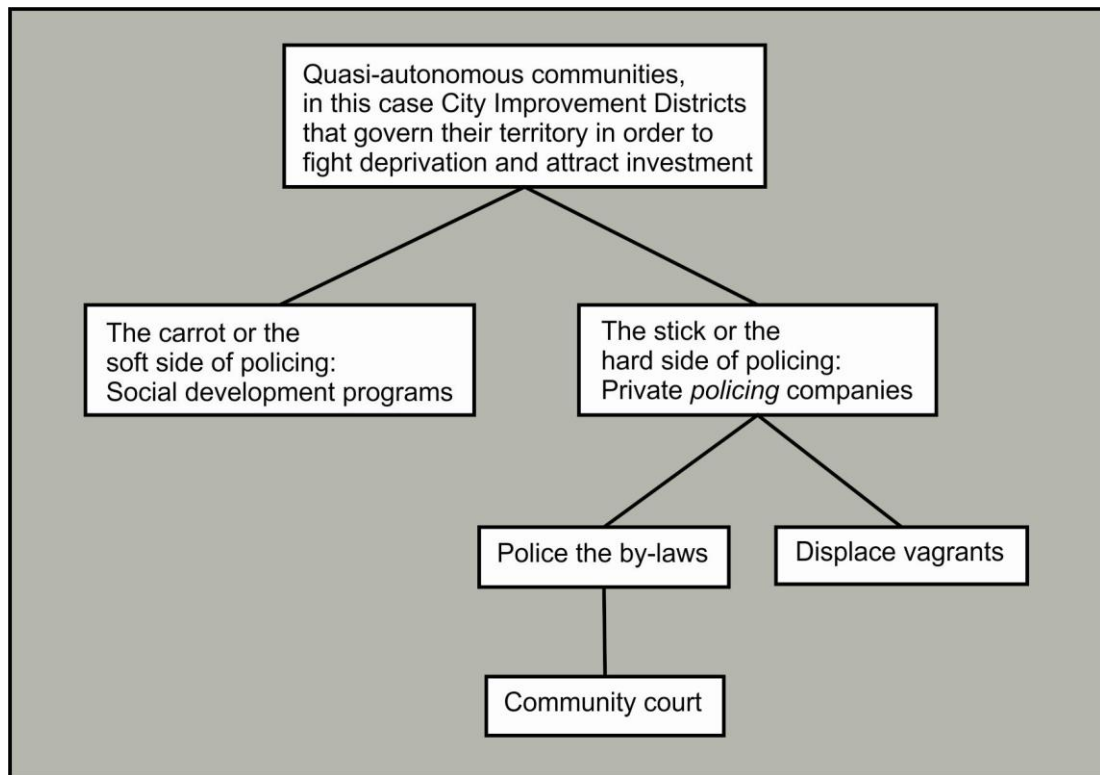 Quasi-autonomous communities,
in this case City Improvement Districts
that govern their territory in order to
fight deprivation and attract investment
The carrot or the
soft side of policing:
Social development programs
The stick or the
hard side of policing:
Private policing companies
Police the by-laws
Displace vagrants
Community court